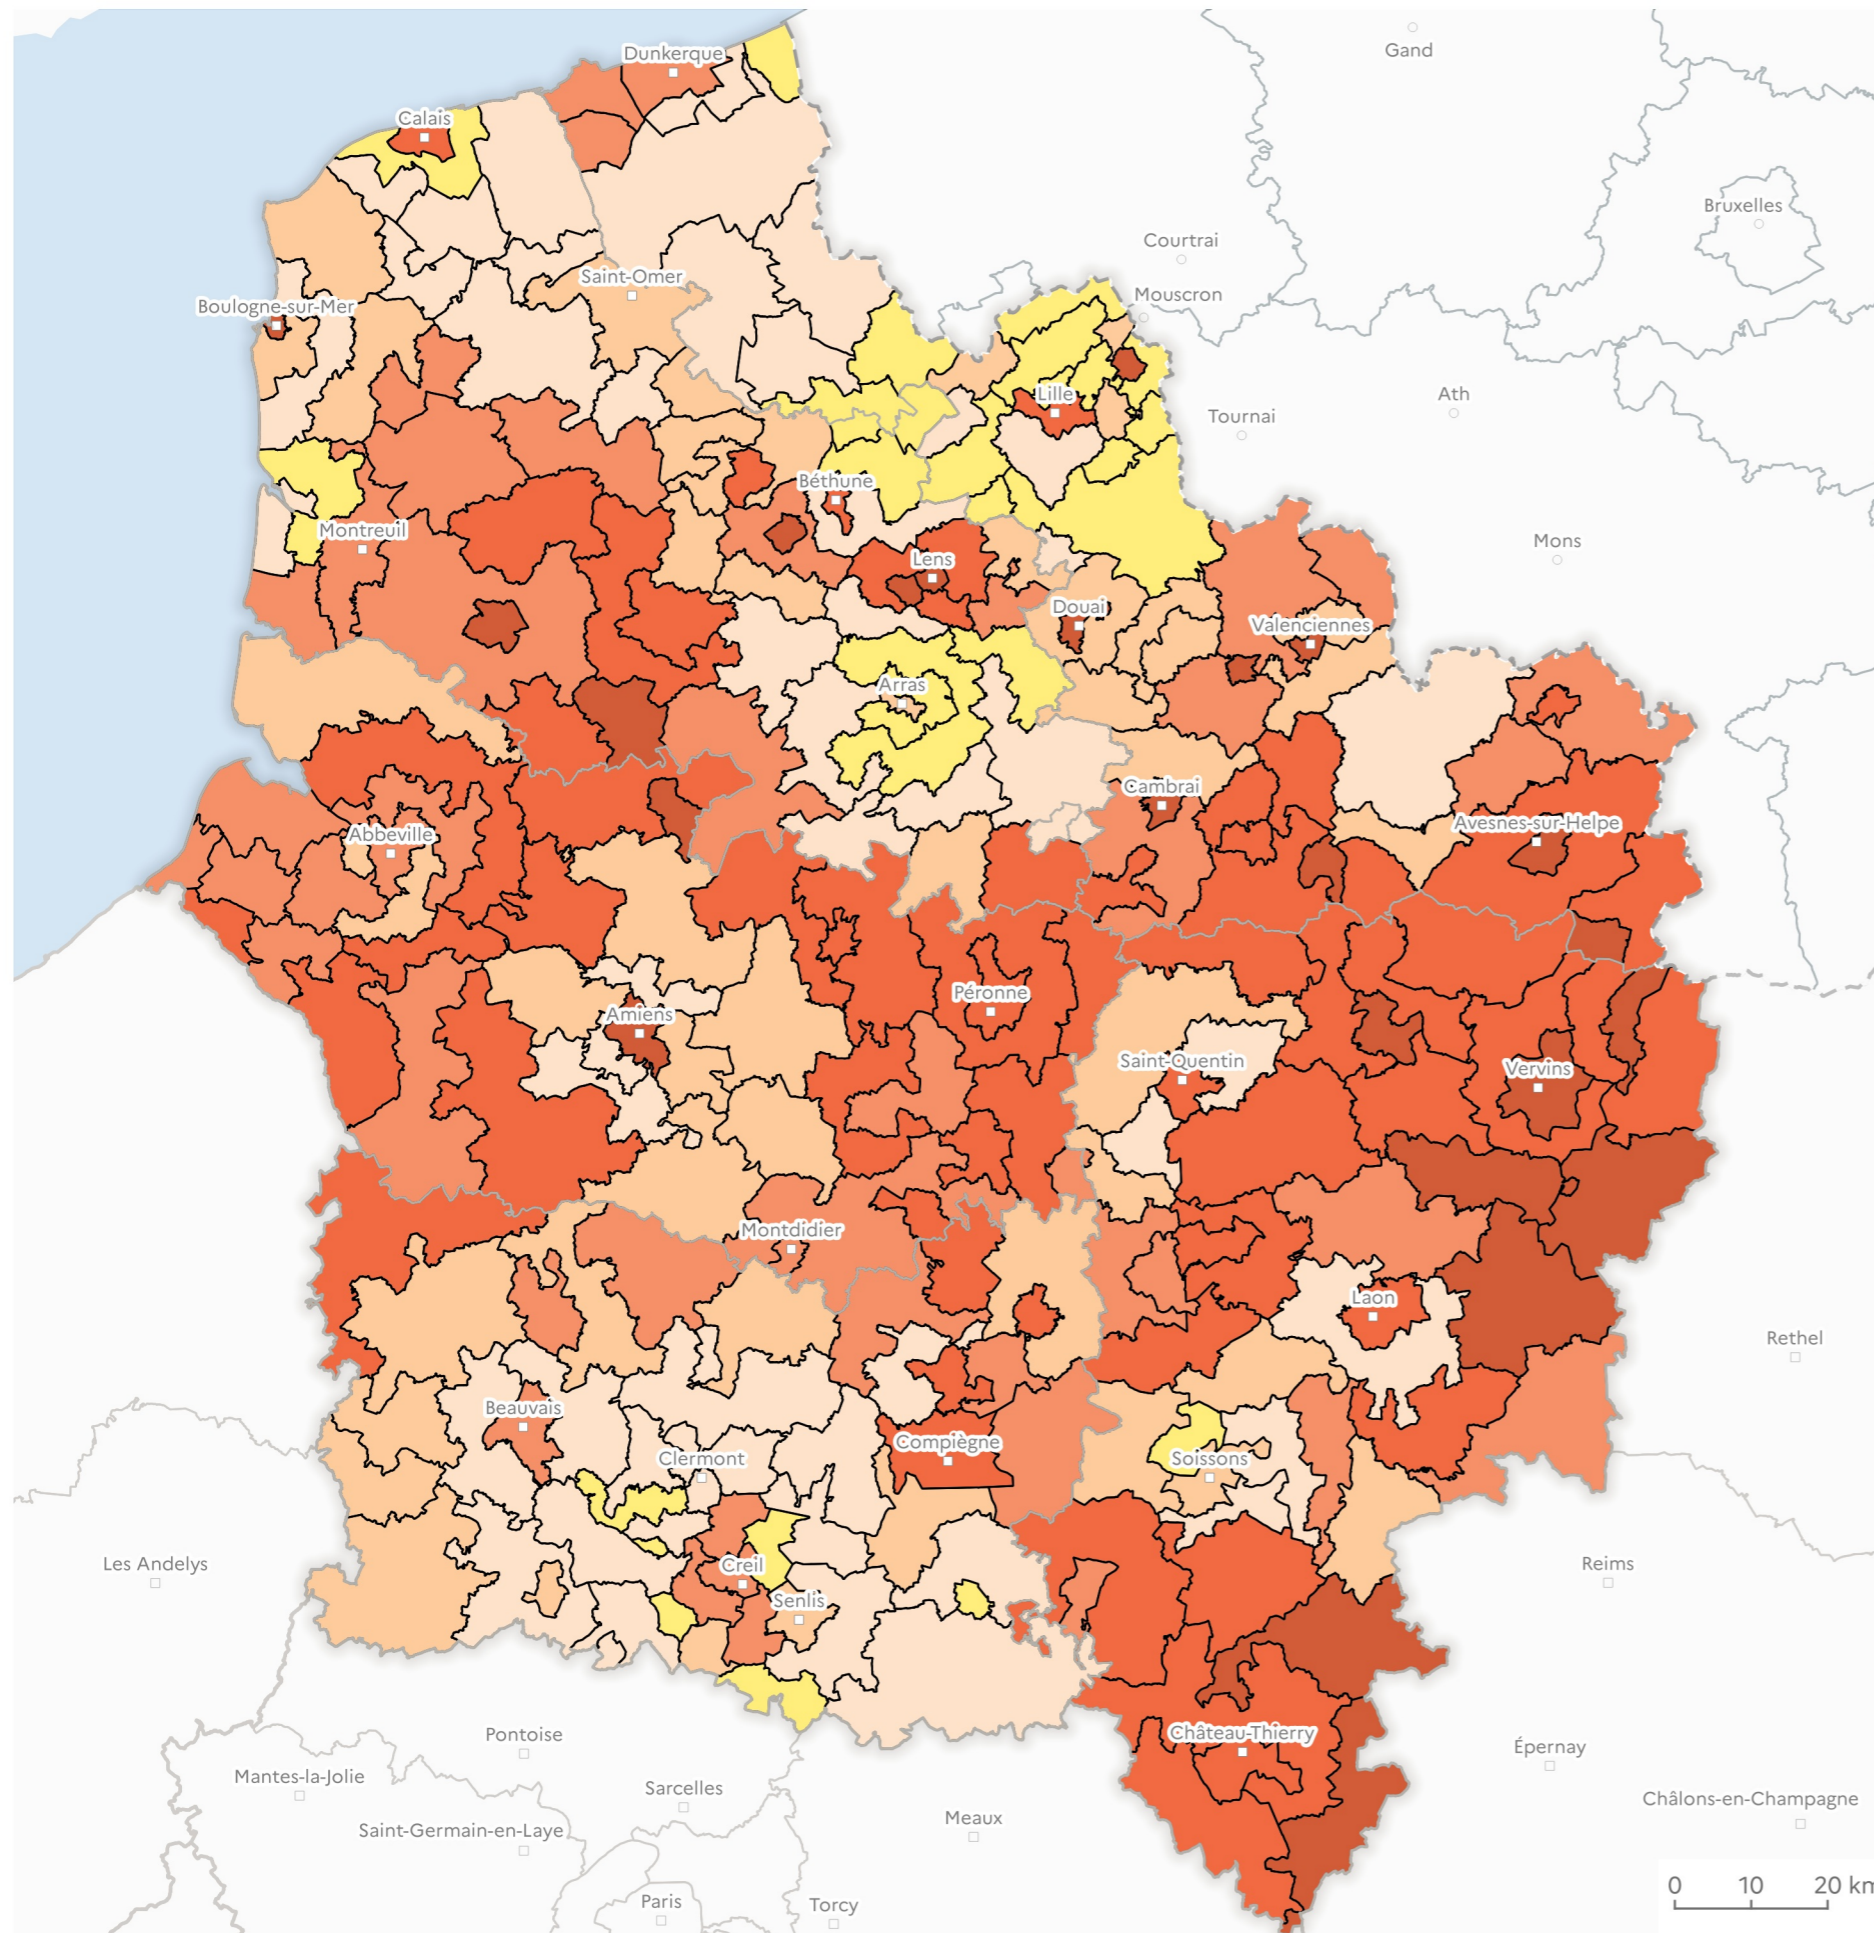 Dunkerque
Gand
Calais
Bruxelles
Courtrai
Saint-Omer
Mouscron
Boulogne-sur-Mer
Lille
Ath
Tournai
Béthune
Montreuil
Mons
Lens
Douai
Valenciennes
Arras
Cambrai
Avesnes-sur-Helpe
Abbeville
Péronne
Amiens
Saint-Quentin
Vervins
Montdidier
Laon
Rethel
Beauvais
Compiègne
Clermont
Soissons
Les Andelys
Creil
Reims
Senlis
Pontoise
Château-Thierry
Épernay
Mantes-la-Jolie
Sarcelles
Châlons-en-Champagne
Meaux
Saint-Germain-en-Laye
0 10 20 km
Paris
Torcy